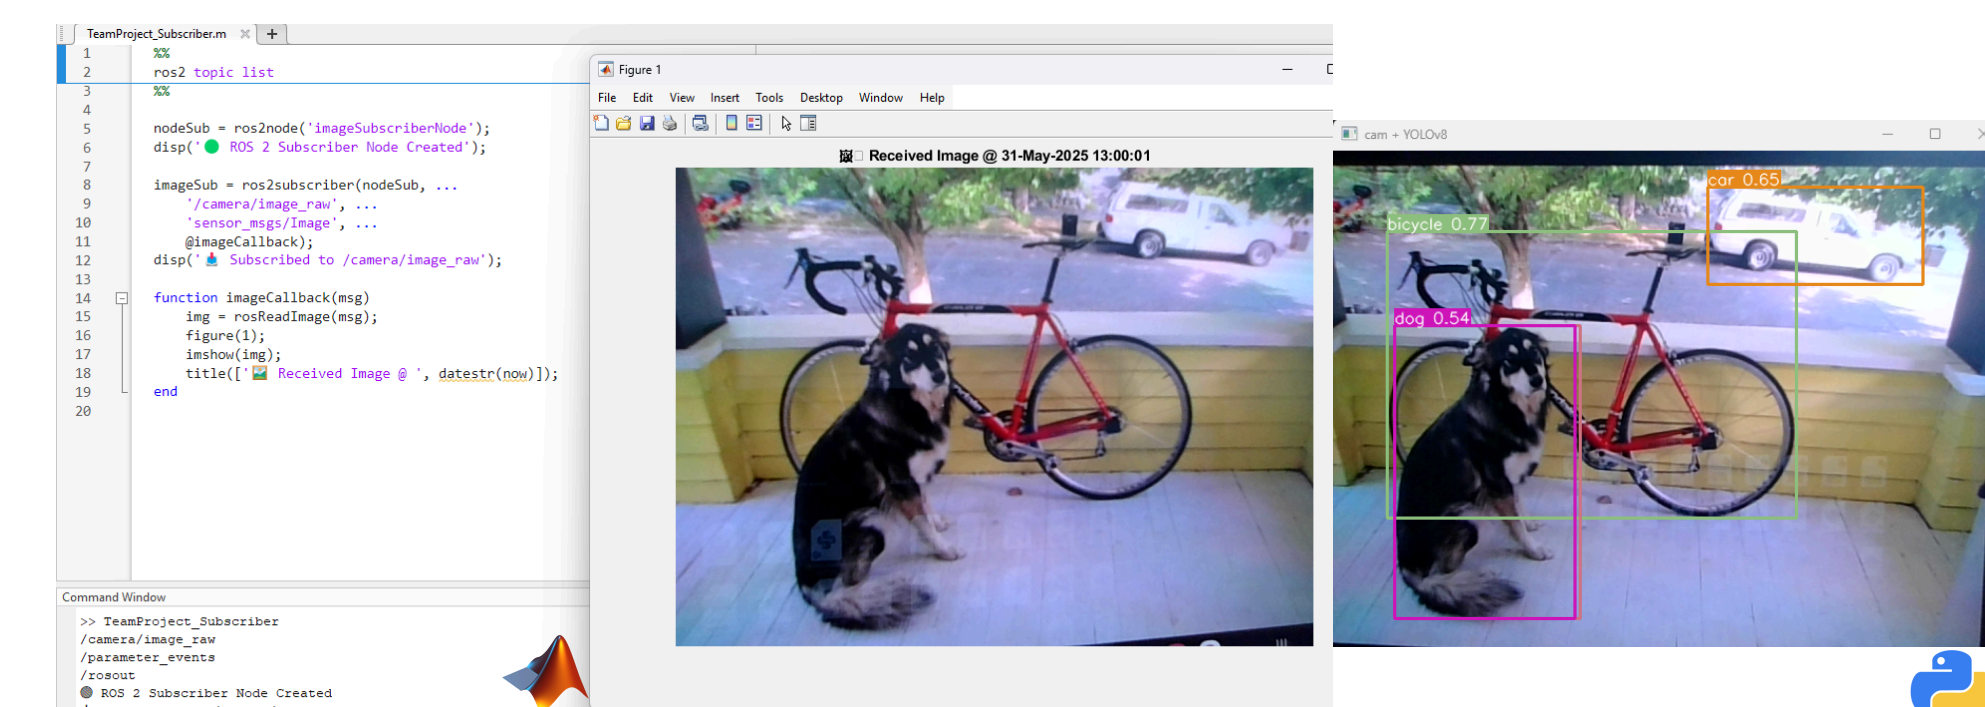 TeamProject_Subscriber.m
1 %%
2 ros2 topic list
3 %%
4
5 nodeSub = ros2node('imageSubscriberNode');
6 disp('🟢 ROS 2 Subscriber Node Created');
7
8 imageSub = ros2subscriber(nodeSub, ...
9 '/camera/image_raw', ...
10 'sensor_msgs/Image', ...
11 @imageCallback);
12 disp('📥 Subscribed to /camera/image_raw');
13
14 function imageCallback(msg)
15 img = rosReadImage(msg);
16 figure(1);
17 imshow(img);
18 title(['🖼️ Received Image @ ', datestr(now)]);
19 end
20
Command Window
>> TeamProject_Subscriber
/camera/image_raw
/parameter_events
/rosout
ROS 2 Subscriber Node Created
Figure 1
File Edit View Insert Tools Desktop Window Help
Received Image @ 31-May-2025 13:00:01
cam + YOLOv8
car 0.65
bicycle 0.77
dog 0.54